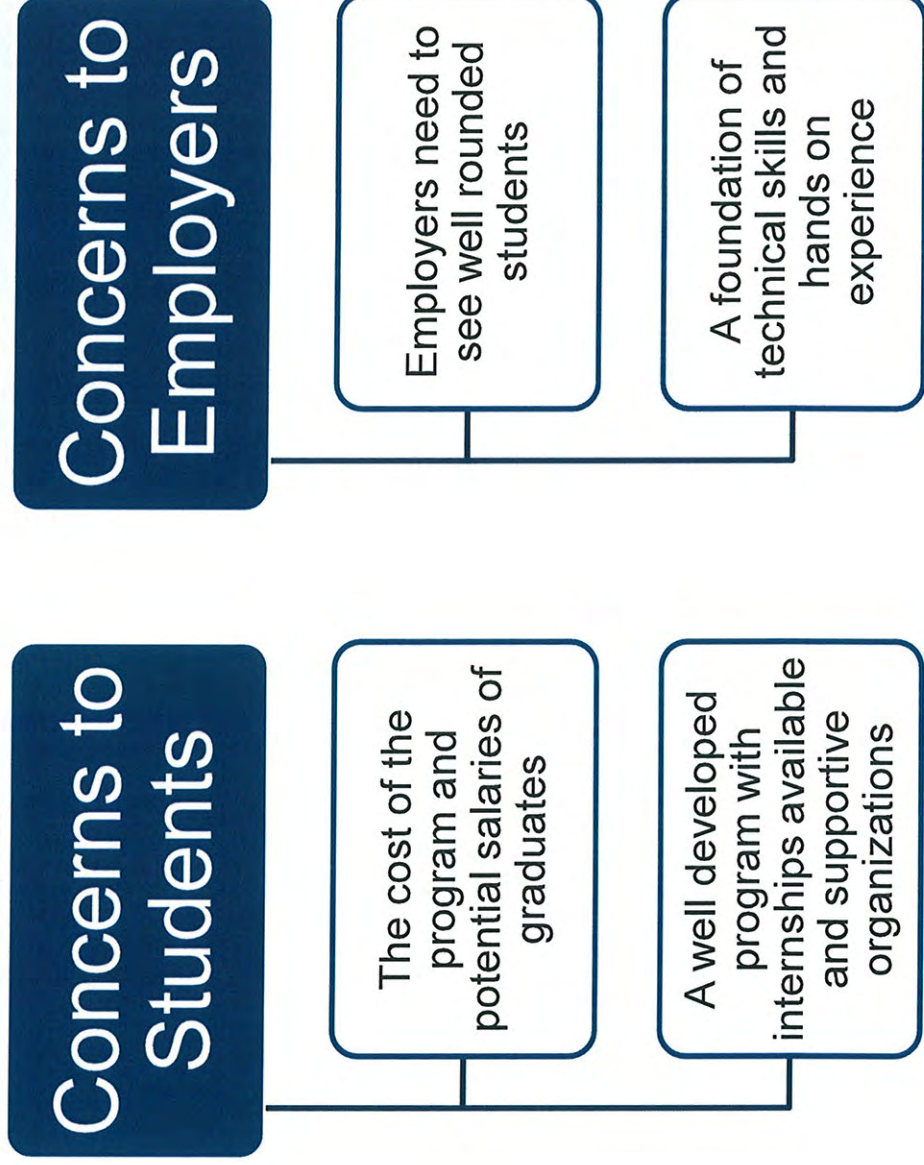 Concerns to
Students
The cost of the
program and
potential salaries of
graduates
A well developed
program with
internships available
and supportive
organizations
Concerns to
Employers
Employers need to
see well rounded
students
A foundation of
technical skills and
hands on
experience